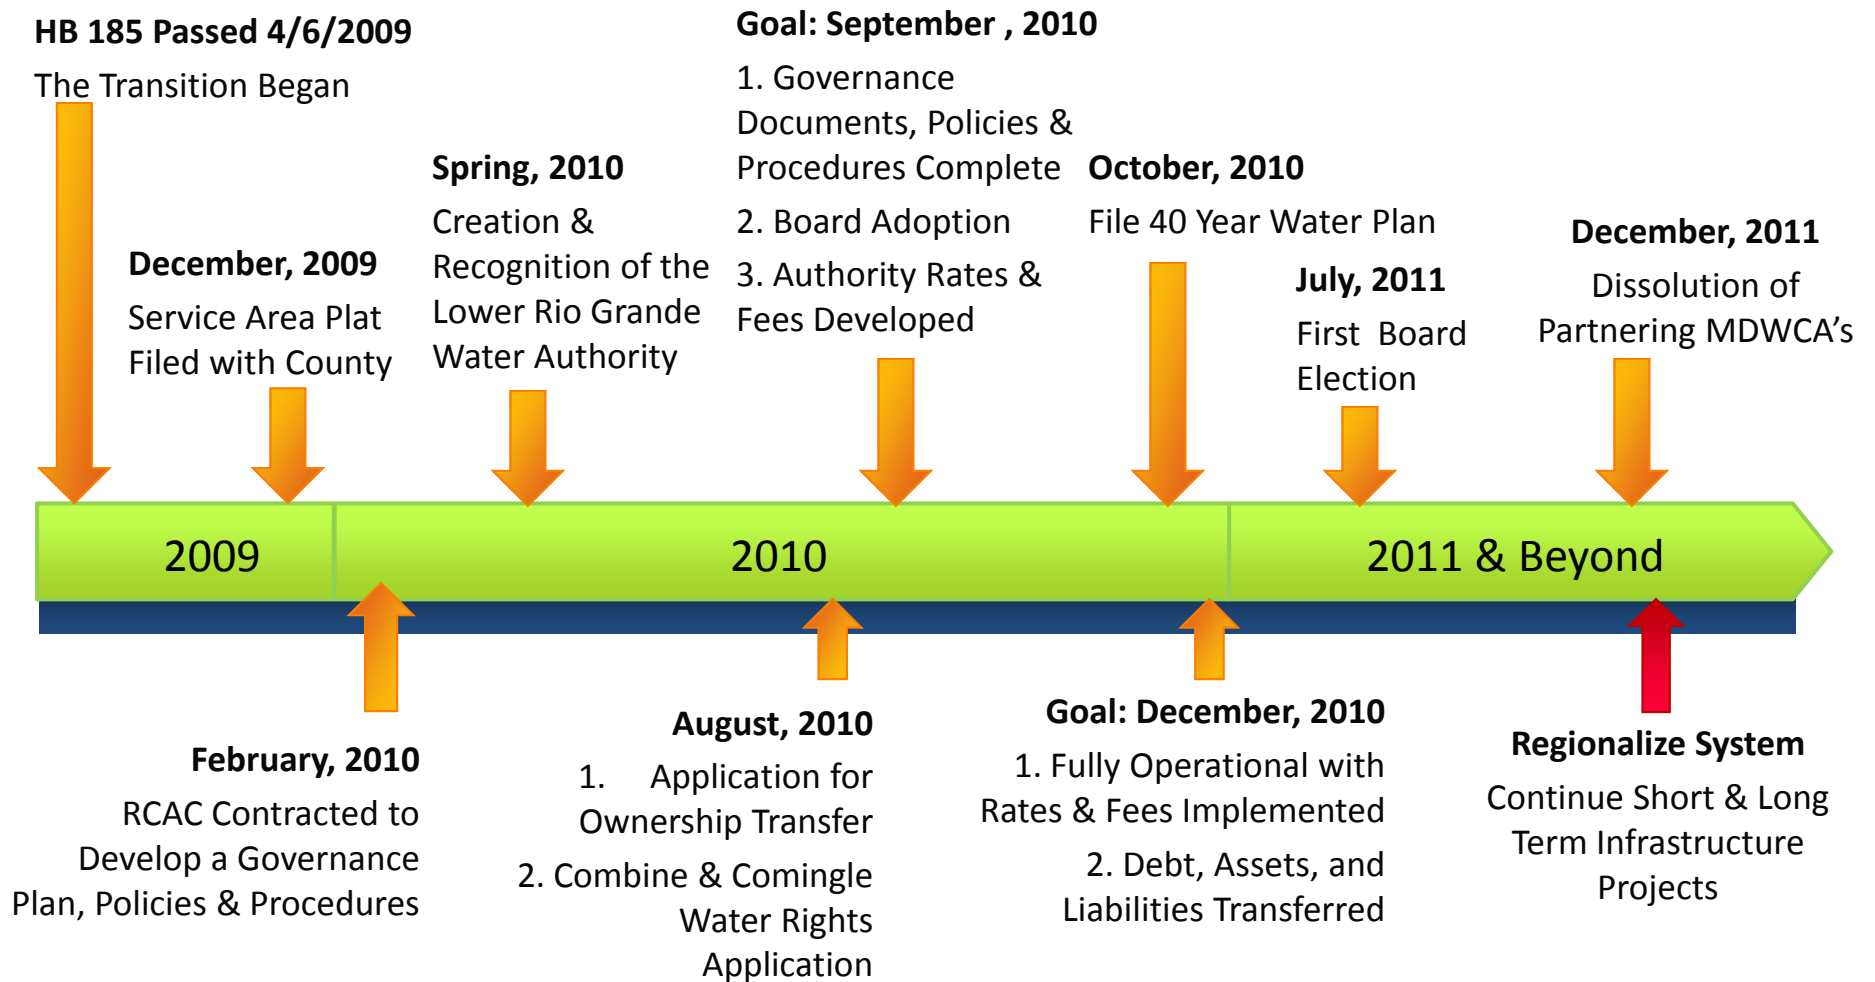 HB 185 Passed 4/6/2009
The Transition Began
December, 2009
Service Area Plat
Filed with County
Spring, 2010
Creation &
Recognition of the
Lower Rio Grande
Water Authority
Goal: September , 2010
1. Governance
Documents, Policies &
Procedures Complete
2. Board Adoption
3. Authority Rates &
Fees Developed
October, 2010
File 40 Year Water Plan
July, 2011
First  Board
Election
December, 2011
Dissolution of
Partnering MDWCA’s
2009
2010
2011 & Beyond
February, 2010
RCAC Contracted to
Develop a Governance
Plan, Policies & Procedures
August, 2010
1. Application for
Ownership Transfer
2. Combine & Comingle
Water Rights
Application
Goal: December, 2010
1. Fully Operational with
Rates & Fees Implemented
2. Debt, Assets, and
Liabilities Transferred
Regionalize System
Continue Short & Long
Term Infrastructure
Projects